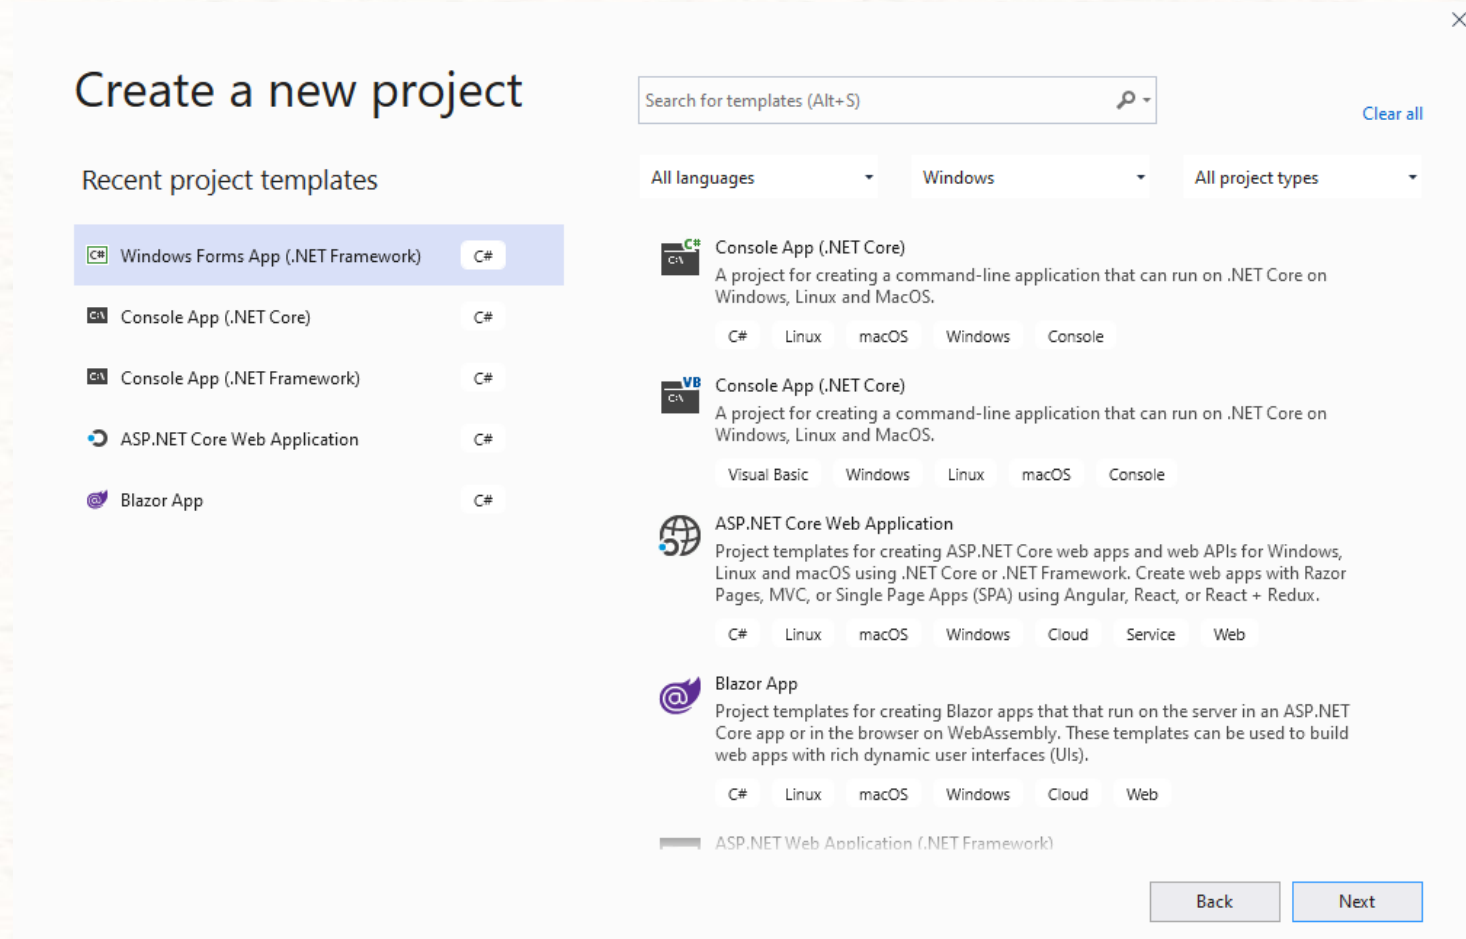 Create a new project
Search for templates (Alt+S)
Clear all
Recent project templates
All languages
Windows
All project types
C# Windows Forms App (.NET Framework) C#
C:\ Console App (.NET Core) C#
C:\ Console App (.NET Framework) C#
ASP.NET Core Web Application C#
@ Blazor App C#
C# C:\ Console App (.NET Core)
A project for creating a command-line application that can run on .NET Core on
Windows, Linux and MacOS.
C# Linux macOS Windows Console
VB C:\ Console App (.NET Core)
A project for creating a command-line application that can run on .NET Core on
Windows, Linux and MacOS.
Visual Basic Windows Linux macOS Console
ASP.NET Core Web Application
Project templates for creating ASP.NET Core web apps and web APIs for Windows,
Linux and macOS using .NET Core or .NET Framework. Create web apps with Razor
Pages, MVC, or Single Page Apps (SPA) using Angular, React, or React + Redux.
C# Linux macOS Windows Cloud Service Web
@ Blazor App
Project templates for creating Blazor apps that that run on the server in an ASP.NET
Core app or in the browser on WebAssembly. These templates can be used to build
web apps with rich dynamic user interfaces (UIs).
C# Linux macOS Windows Cloud Web
ASP.NET Web Application (.NET Framework)
Back
Next